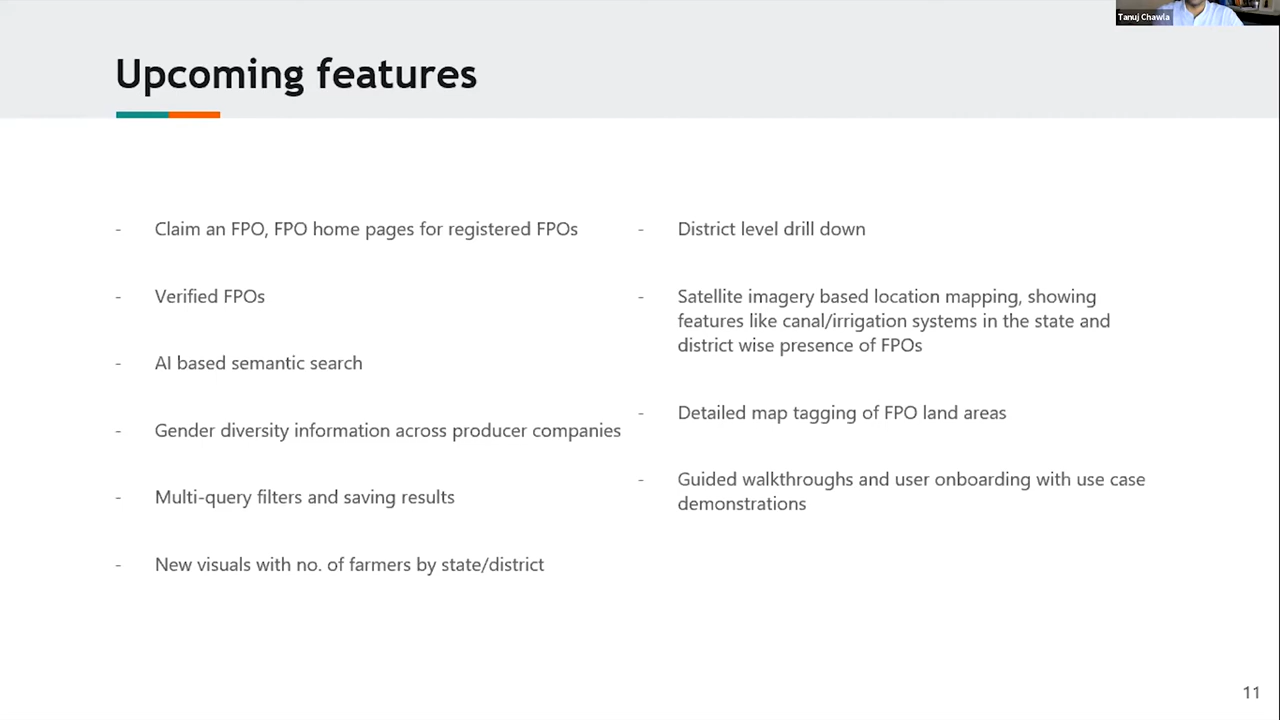 Tanuj Chawla
Upcoming features
- Claim an FPO, FPO home pages for registered FPOs
- Verified FPOs
- AI based semantic search
- Gender diversity information across producer companies
- Multi-query filters and saving results
- New visuals with no. of farmers by state/district
- District level drill down
- Satellite imagery based location mapping, showing
features like canal/irrigation systems in the state and
district wise presence of FPOs
- Detailed map tagging of FPO land areas
- Guided walkthroughs and user onboarding with use case
demonstrations
11